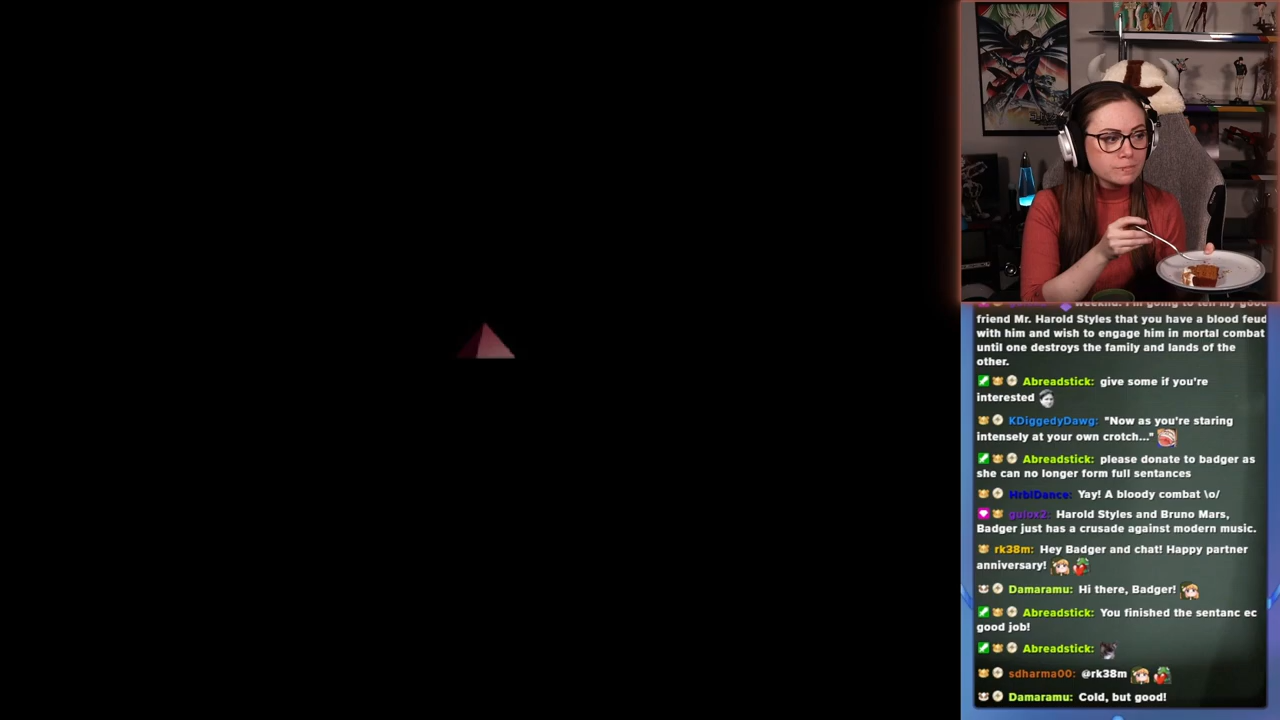 friend Mr. Harold Styles that you have a blood feud
with him and wish to engage him in mortal combat
until one destroys the family and lands of the
other.
Abreadstick: give some if you're
interested
KDiggedyDawg: "Now as you're staring
intensely at your own crotch..."
Abreadstick: please donate to badger as
she can no longer form full sentances
HrblDance: Yay! A bloody combat \o/
gulox2: Harold Styles and Bruno Mars,
Badger just has a crusade against modern music.
rk38m: Hey Badger and chat! Happy partner
anniversary!
Damaramu: Hi there, Badger!
Abreadstick: You finished the sentanc ec
good job!
Abreadstick:
sdharma00: @rk38m
Damaramu: Cold, but good!